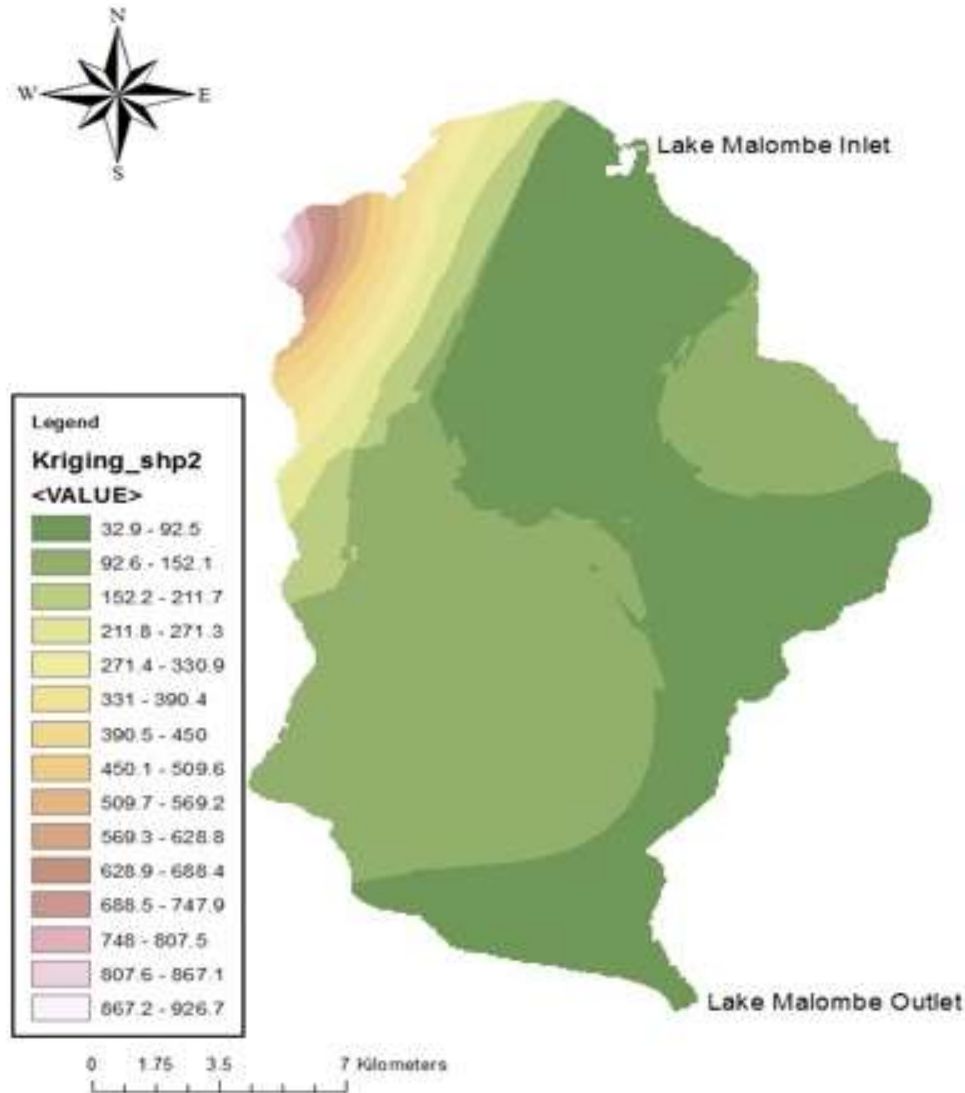 N
W E
S
Lake Malombe Inlet
Legend
Kriging_shp2
<VALUE>
32.9 - 92.5
92.6 - 152.1
152.2 - 211.7
211.8 - 271.3
271.4 - 330.9
331 - 390.4
390.5 - 450
450.1 - 509.6
509.7 - 569.2
569.3 - 628.8
628.9 - 688.4
688.5 - 747.9
748 - 807.5
807.6 - 867.1
867.2 - 926.7
Lake Malombe Outlet
0 1.75 3.5 7 Kilometers